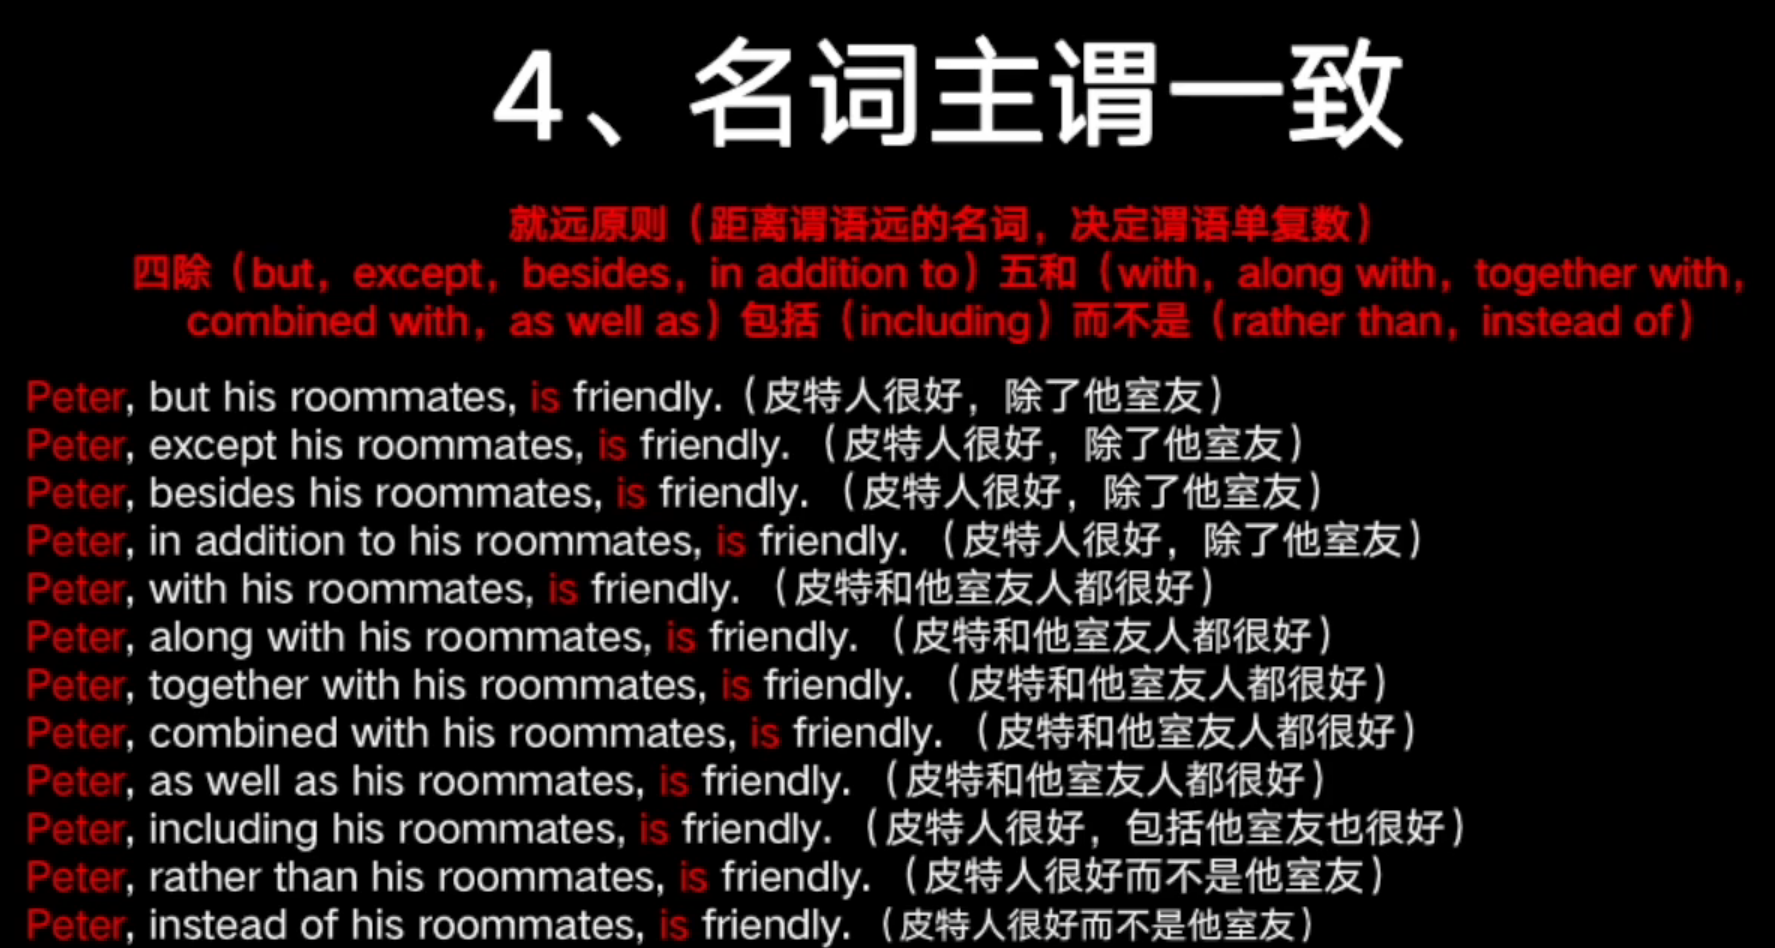 4、名词主谓一致
就远原则（距离谓语远的名词，决定谓语单复数）
四除（but，except，besides，in addition to）五和（with，along with，together with，
combined with，as well as）包括（including）而不是（rather than，instead of）
Peter, but his roommates, is friendly.（皮特人很好，除了他室友）
Peter, except his roommates, is friendly. （皮特人很好，除了他室友）
Peter, besides his roommates, is friendly. （皮特人很好，除了他室友）
Peter, in addition to his roommates, is friendly. （皮特人很好，除了他室友）
Peter, with his roommates, is friendly. （皮特和他室友人都很好）
Peter, along with his roommates, is friendly. （皮特和他室友人都很好）
Peter, together with his roommates, is friendly. （皮特和他室友人都很好）
Peter, combined with his roommates, is friendly. （皮特和他室友人都很好）
Peter, as well as his roommates, is friendly. （皮特和他室友人都很好）
Peter, including his roommates, is friendly. （皮特人很好，包括他室友也很好）
Peter, rather than his roommates, is friendly. （皮特人很好而不是他室友）
Peter, instead of his roommates, is friendly. （皮特人很好而不是他室友）